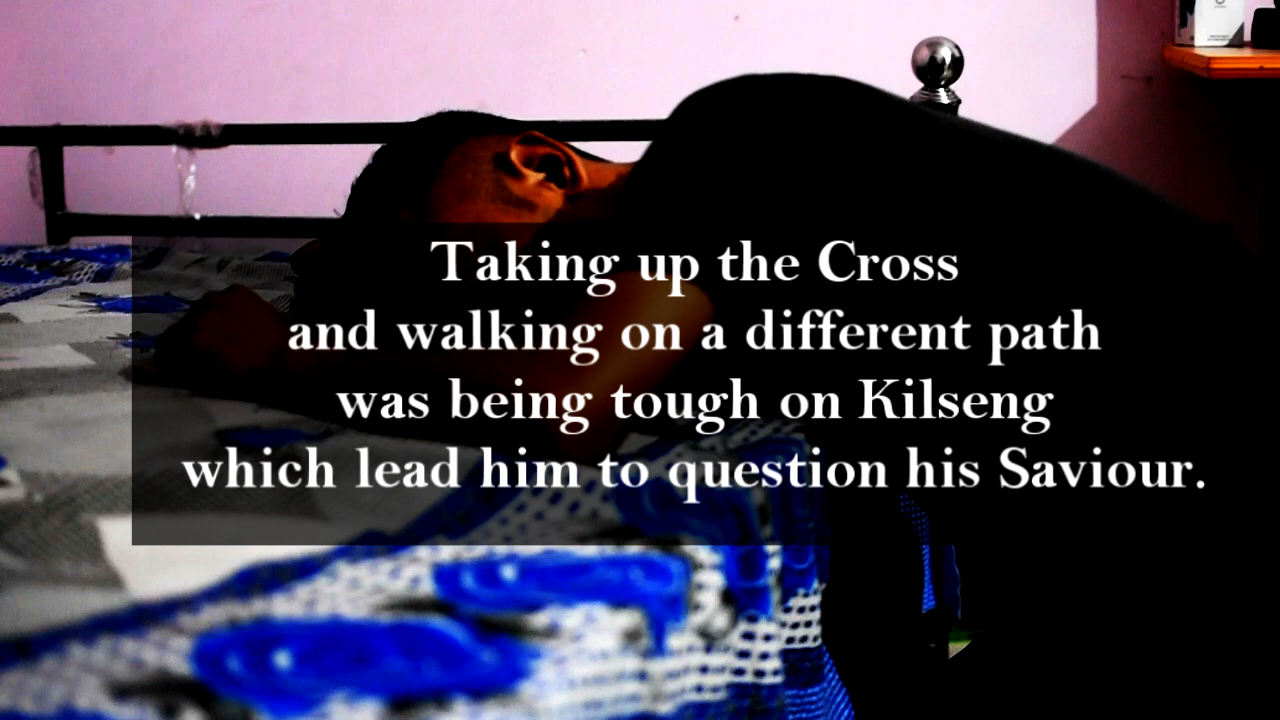 Taking up the Cross
and walking on a different path
was being tough on Kilseng
which lead him to question his Saviour.